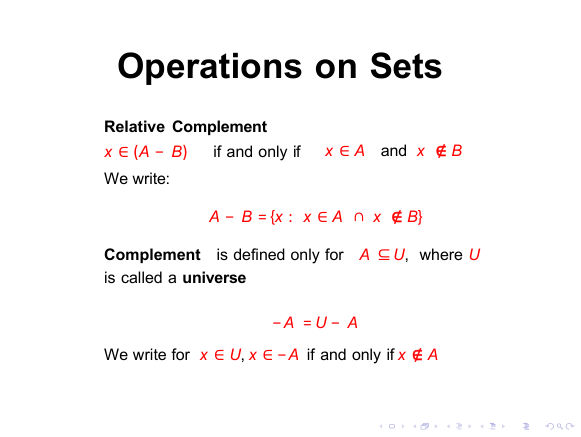 Operations on Sets
Relative Complement
x ∈ (A − B) if and only if x ∈ A and x ∉ B
We write:
A − B = {x : x ∈ A ∩ x ∉ B}
Complement is defined only for A ⊆ U, where U
is called a universe
−A = U − A
We write for x ∈ U, x ∈ −A if and only if x ∉ A